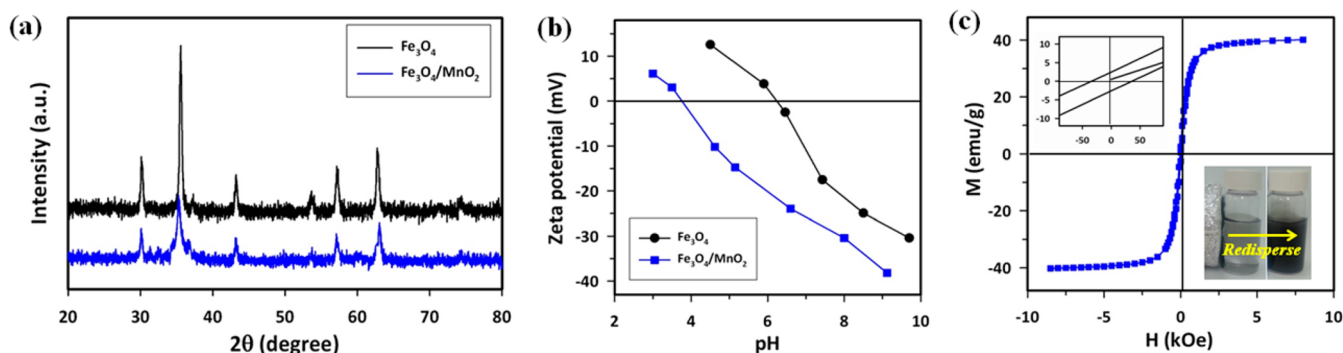 (a)
Intensity (a.u.)
Fe₃O₄
Fe₃O₄/MnO₂
20 30 40 50 60 70 80
2θ (degree)
(b)
Zeta potential (mV)
10
0
-10
-20
-30
-40
Fe₃O₄
Fe₃O₄/MnO₂
2 4 6 8 10
pH
(c)
M (emu/g)
40
20
0
-20
-40
10
5
0
-5
-10
-50 0 50
Redisperse
-10 -5 0 5 10
H (kOe)